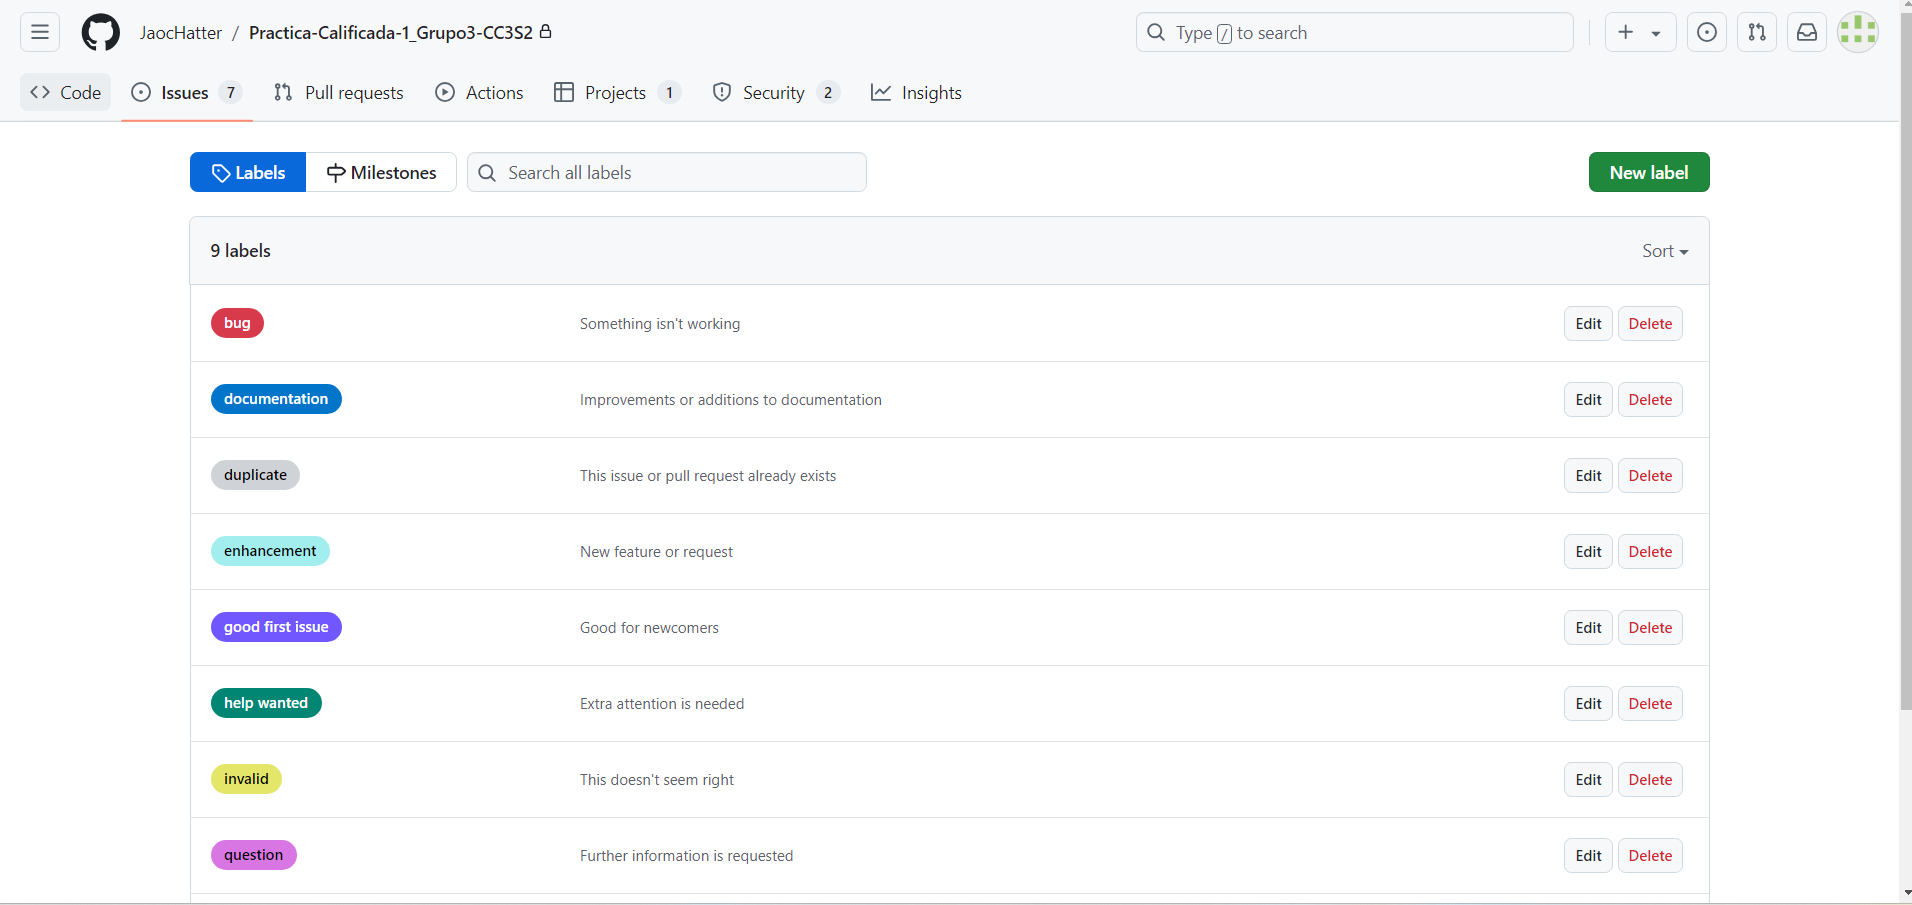 JaocHatter / Practica-Calificada-1_Grupo3-CC3S2
Type / to search
Code
Issues 7
Pull requests
Actions
Projects 1
Security 2
Insights
Labels
Milestones
Search all labels
New label
9 labels
Sort
bug Something isn't working Edit Delete
documentation Improvements or additions to documentation Edit Delete
duplicate This issue or pull request already exists Edit Delete
enhancement New feature or request Edit Delete
good first issue Good for newcomers Edit Delete
help wanted Extra attention is needed Edit Delete
invalid This doesn't seem right Edit Delete
question Further information is requested Edit Delete